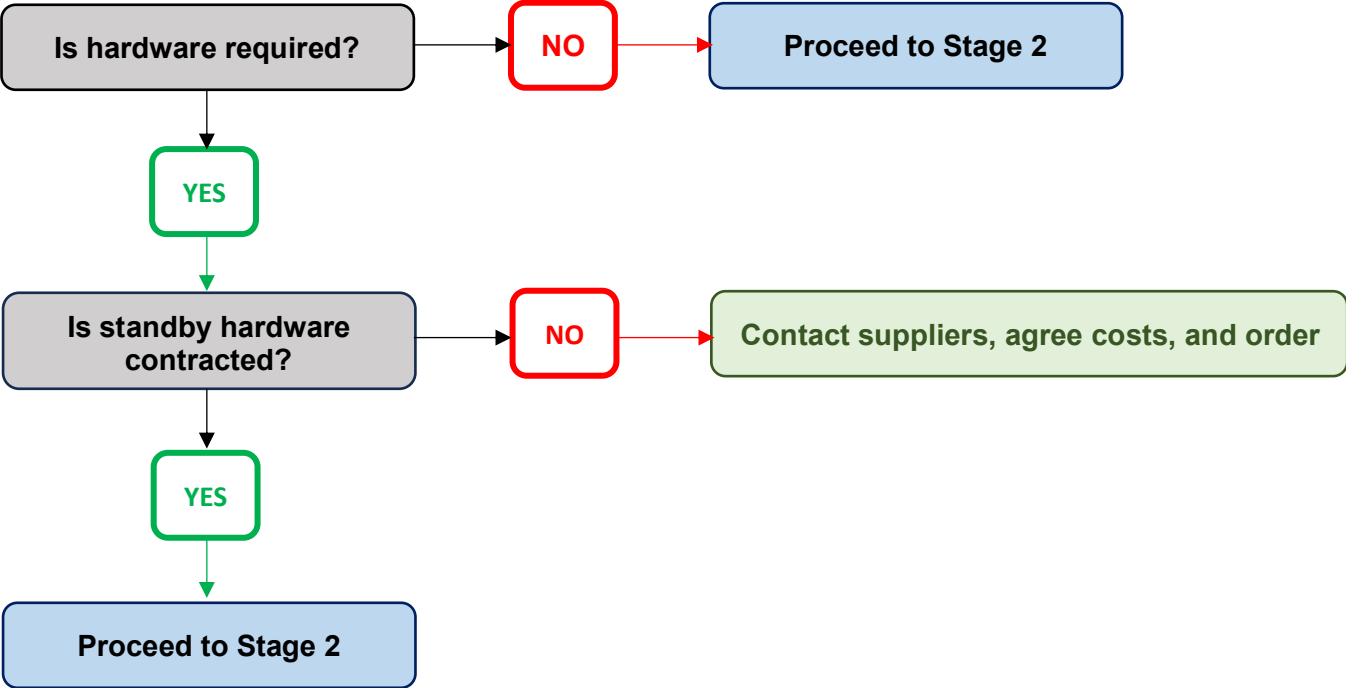 Is hardware required?
NO
Proceed to Stage 2
YES
Is standby hardware
contracted?
NO
Contact suppliers, agree costs, and order
YES
Proceed to Stage 2